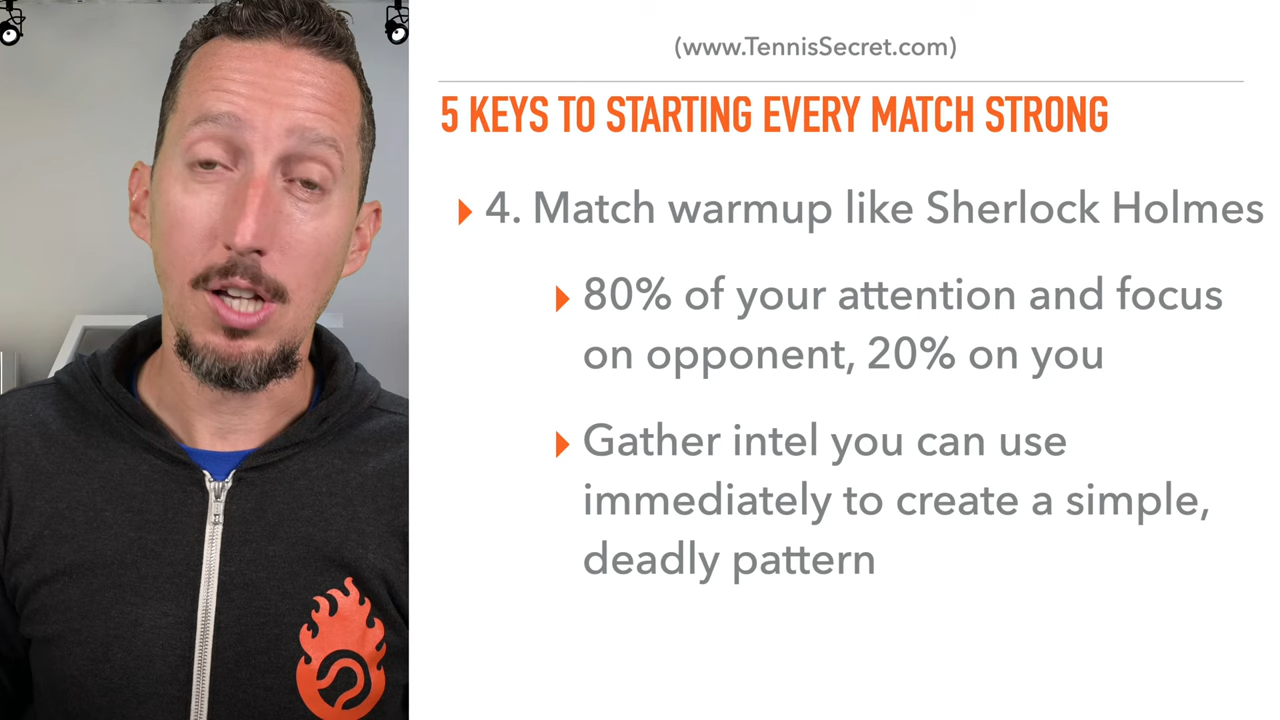 (www.TennisSecret.com)
5 KEYS TO STARTING EVERY MATCH STRONG
4. Match warmup like Sherlock Holmes
80% of your attention and focus
on opponent, 20% on you
Gather intel you can use
immediately to create a simple,
deadly pattern